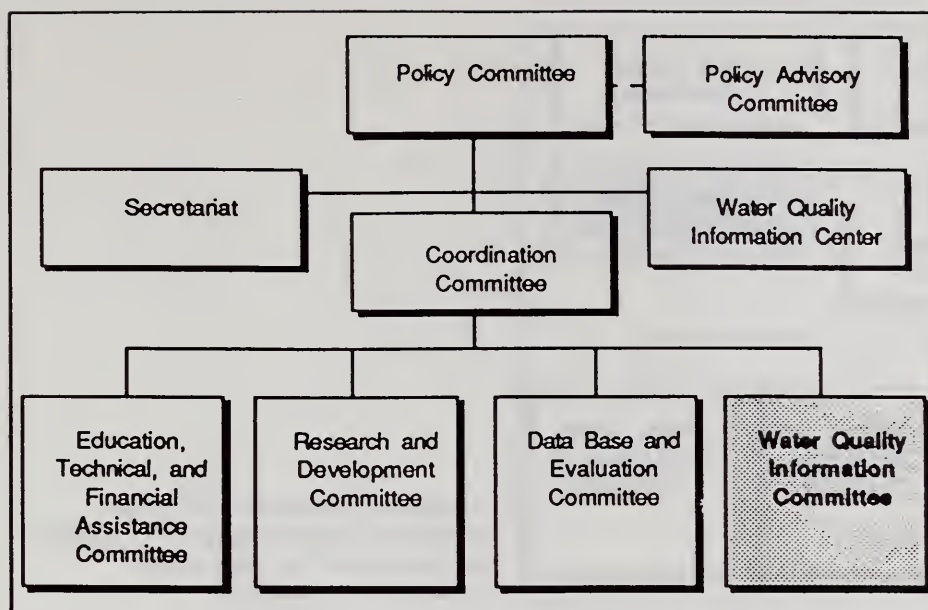 Policy Committee
Policy Advisory
Committee
Secretariat
Water Quality
Information Center
Coordination
Committee
Education,
Technical, and
Financial
Assistance
Committee
Research and
Development
Committee
Data Base and
Evaluation
Committee
Water Quality
Information
Committee